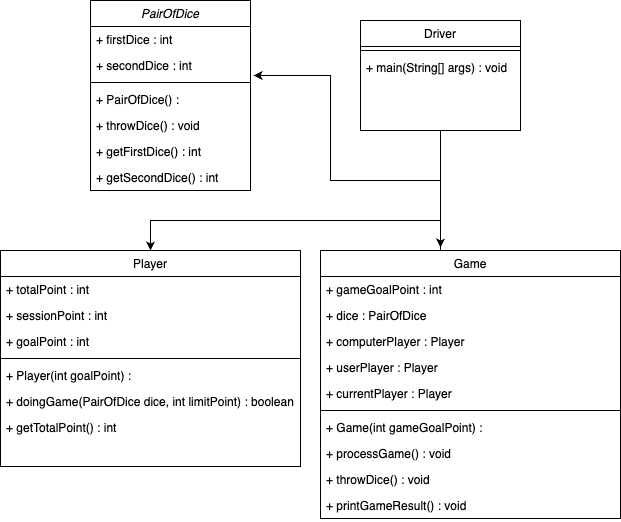 PairOfDice
+ firstDice : int
+ secondDice : int
+ PairOfDice() :
+ throwDice() : void
+ getFirstDice() : int
+ getSecondDice() : int
Driver
+ main(String[] args) : void
Player
+ totalPoint : int
+ sessionPoint : int
+ goalPoint : int
+ Player(int goalPoint) :
+ doingGame(PairOfDice dice, int limitPoint) : boolean
+ getTotalPoint() : int
Game
+ gameGoalPoint : int
+ dice : PairOfDice
+ computerPlayer : Player
+ userPlayer : Player
+ currentPlayer : Player
+ Game(int gameGoalPoint) :
+ processGame() : void
+ throwDice() : void
+ printGameResult() : void